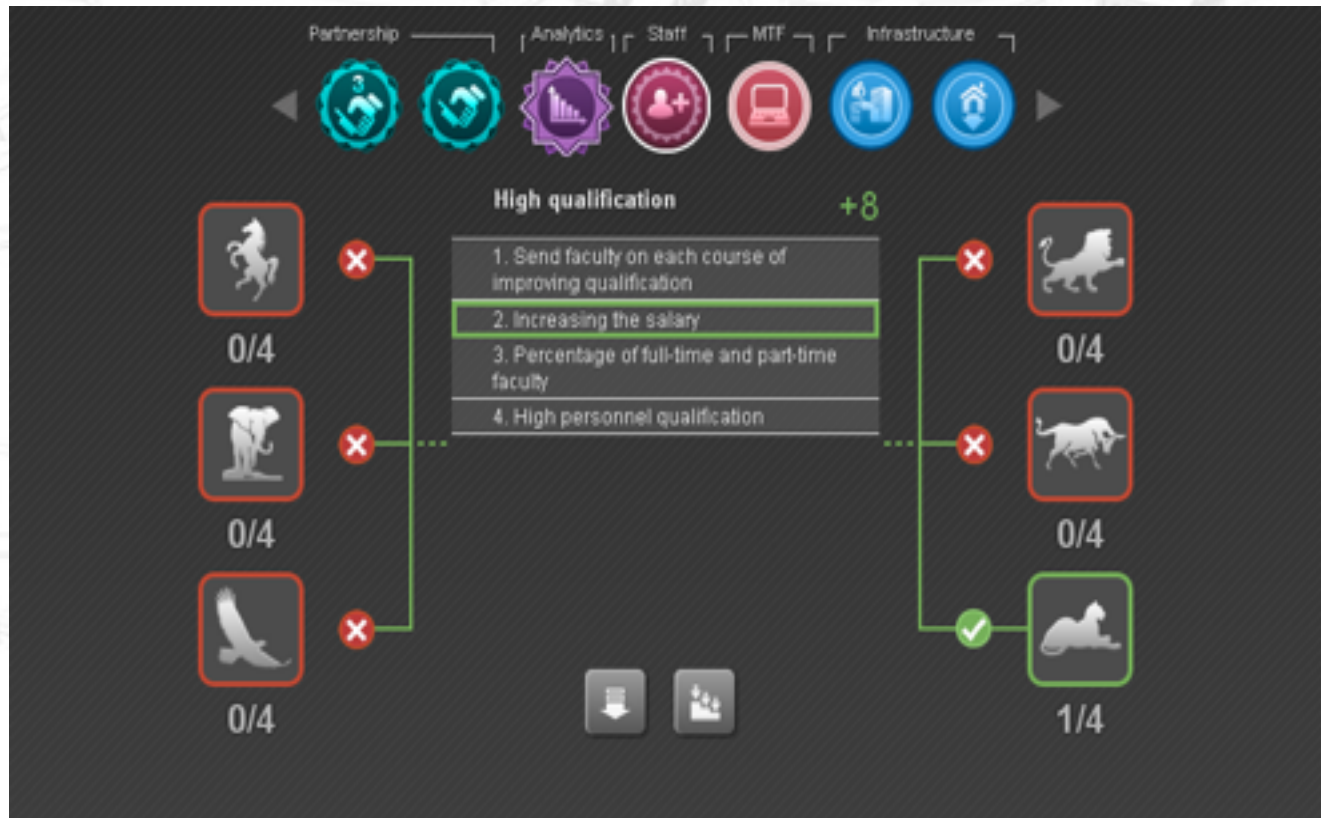 Partnership Analytics Staff MTF Infrastructure
3
High qualification +8
1. Send faculty on each course of
improving qualification
2. Increasing the salary
3. Percentage of full-time and part-time
faculty
4. High personnel qualification
0/4 0/4
0/4 0/4
0/4 1/4